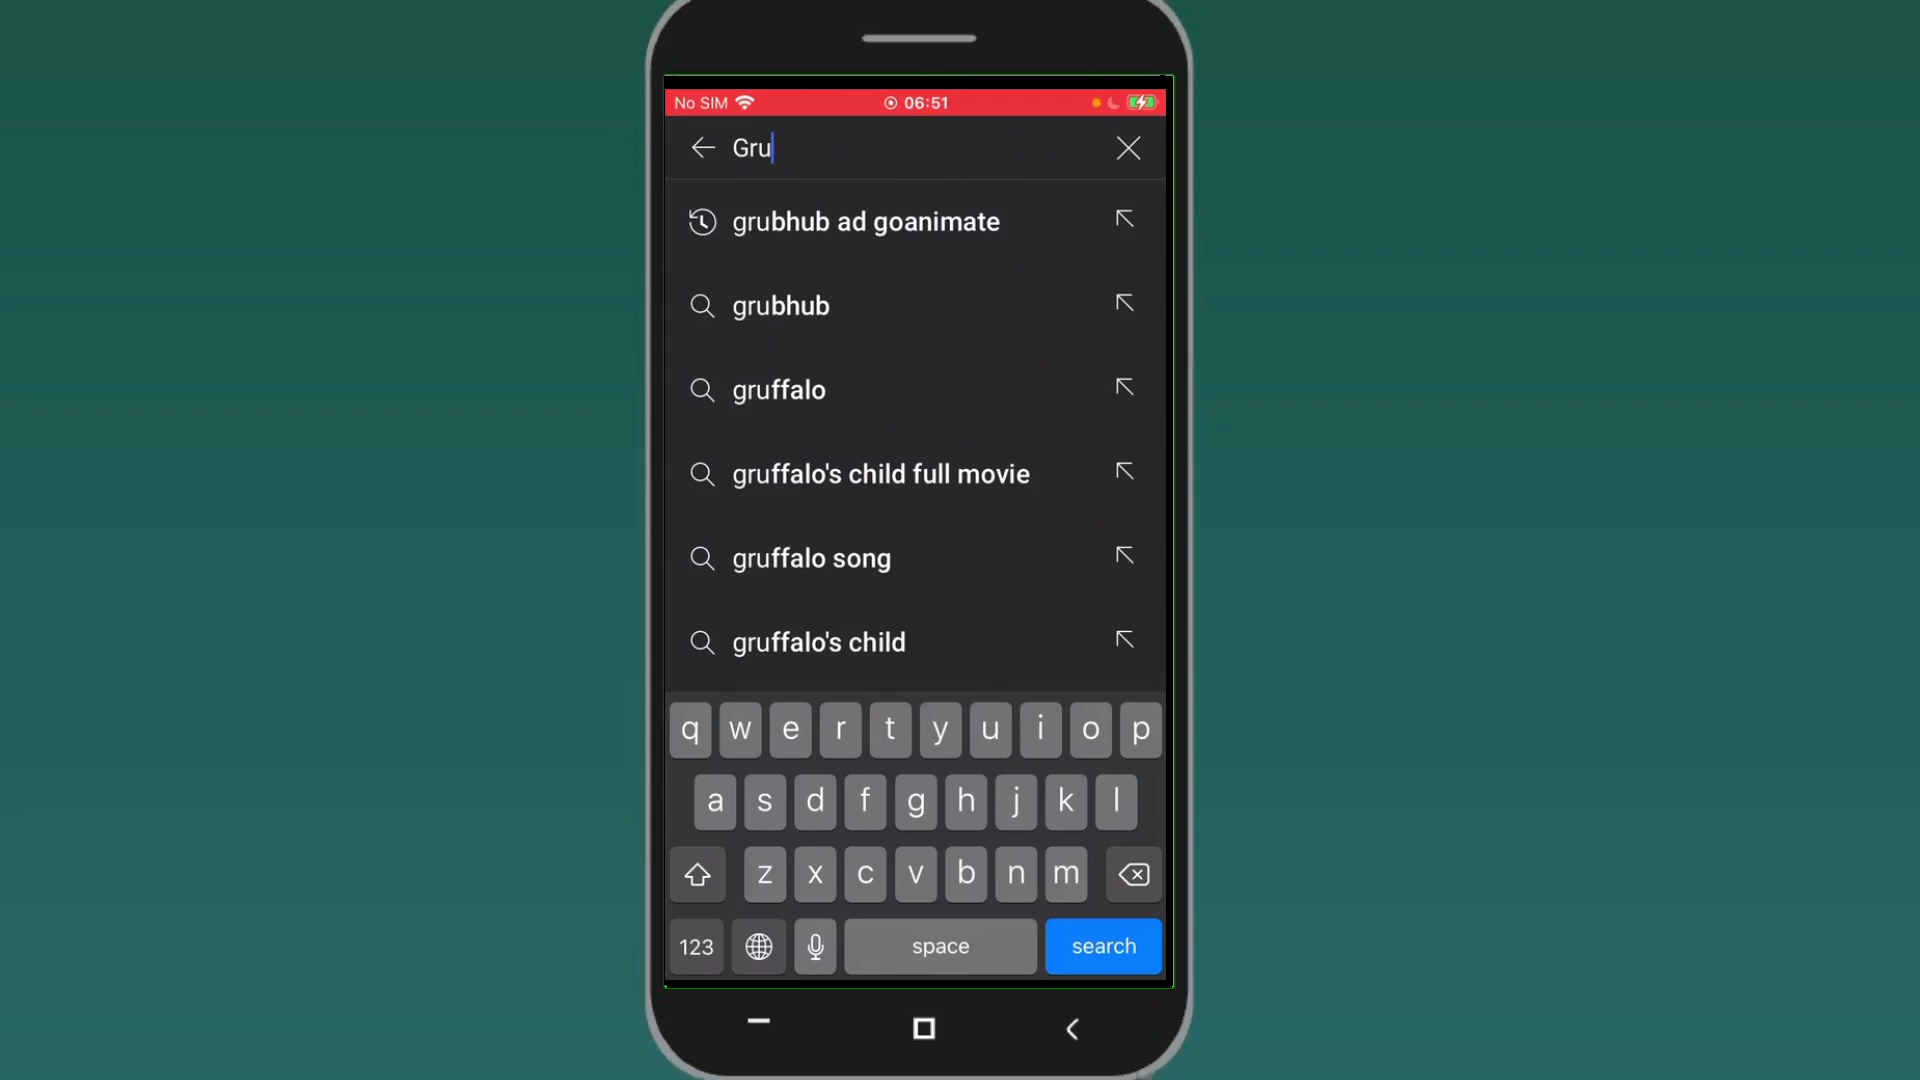 No SIM 06:51
Gru
grubhub ad goanimate
grubhub
gruffalo
gruffalo's child full movie
gruffalo song
gruffalo's child
q w e r t y u i o p
a s d f g h j k l
z x c v b n m
123 space search